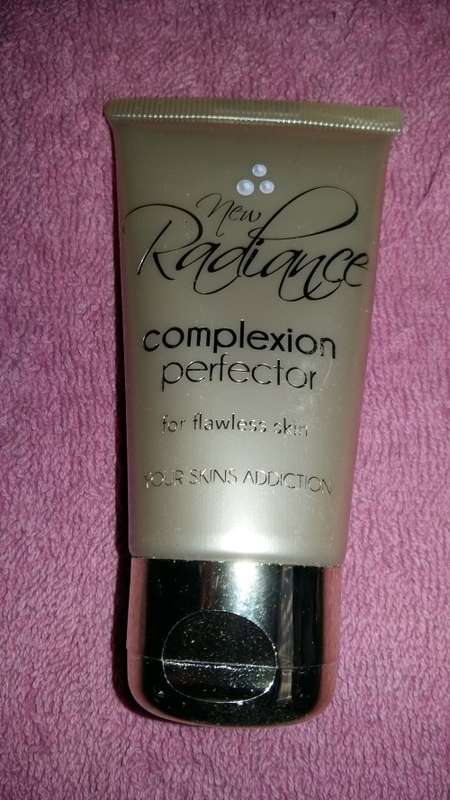 New
Radiance
complexion
perfector
for flawless skin
YOUR SKINS ADDICTION